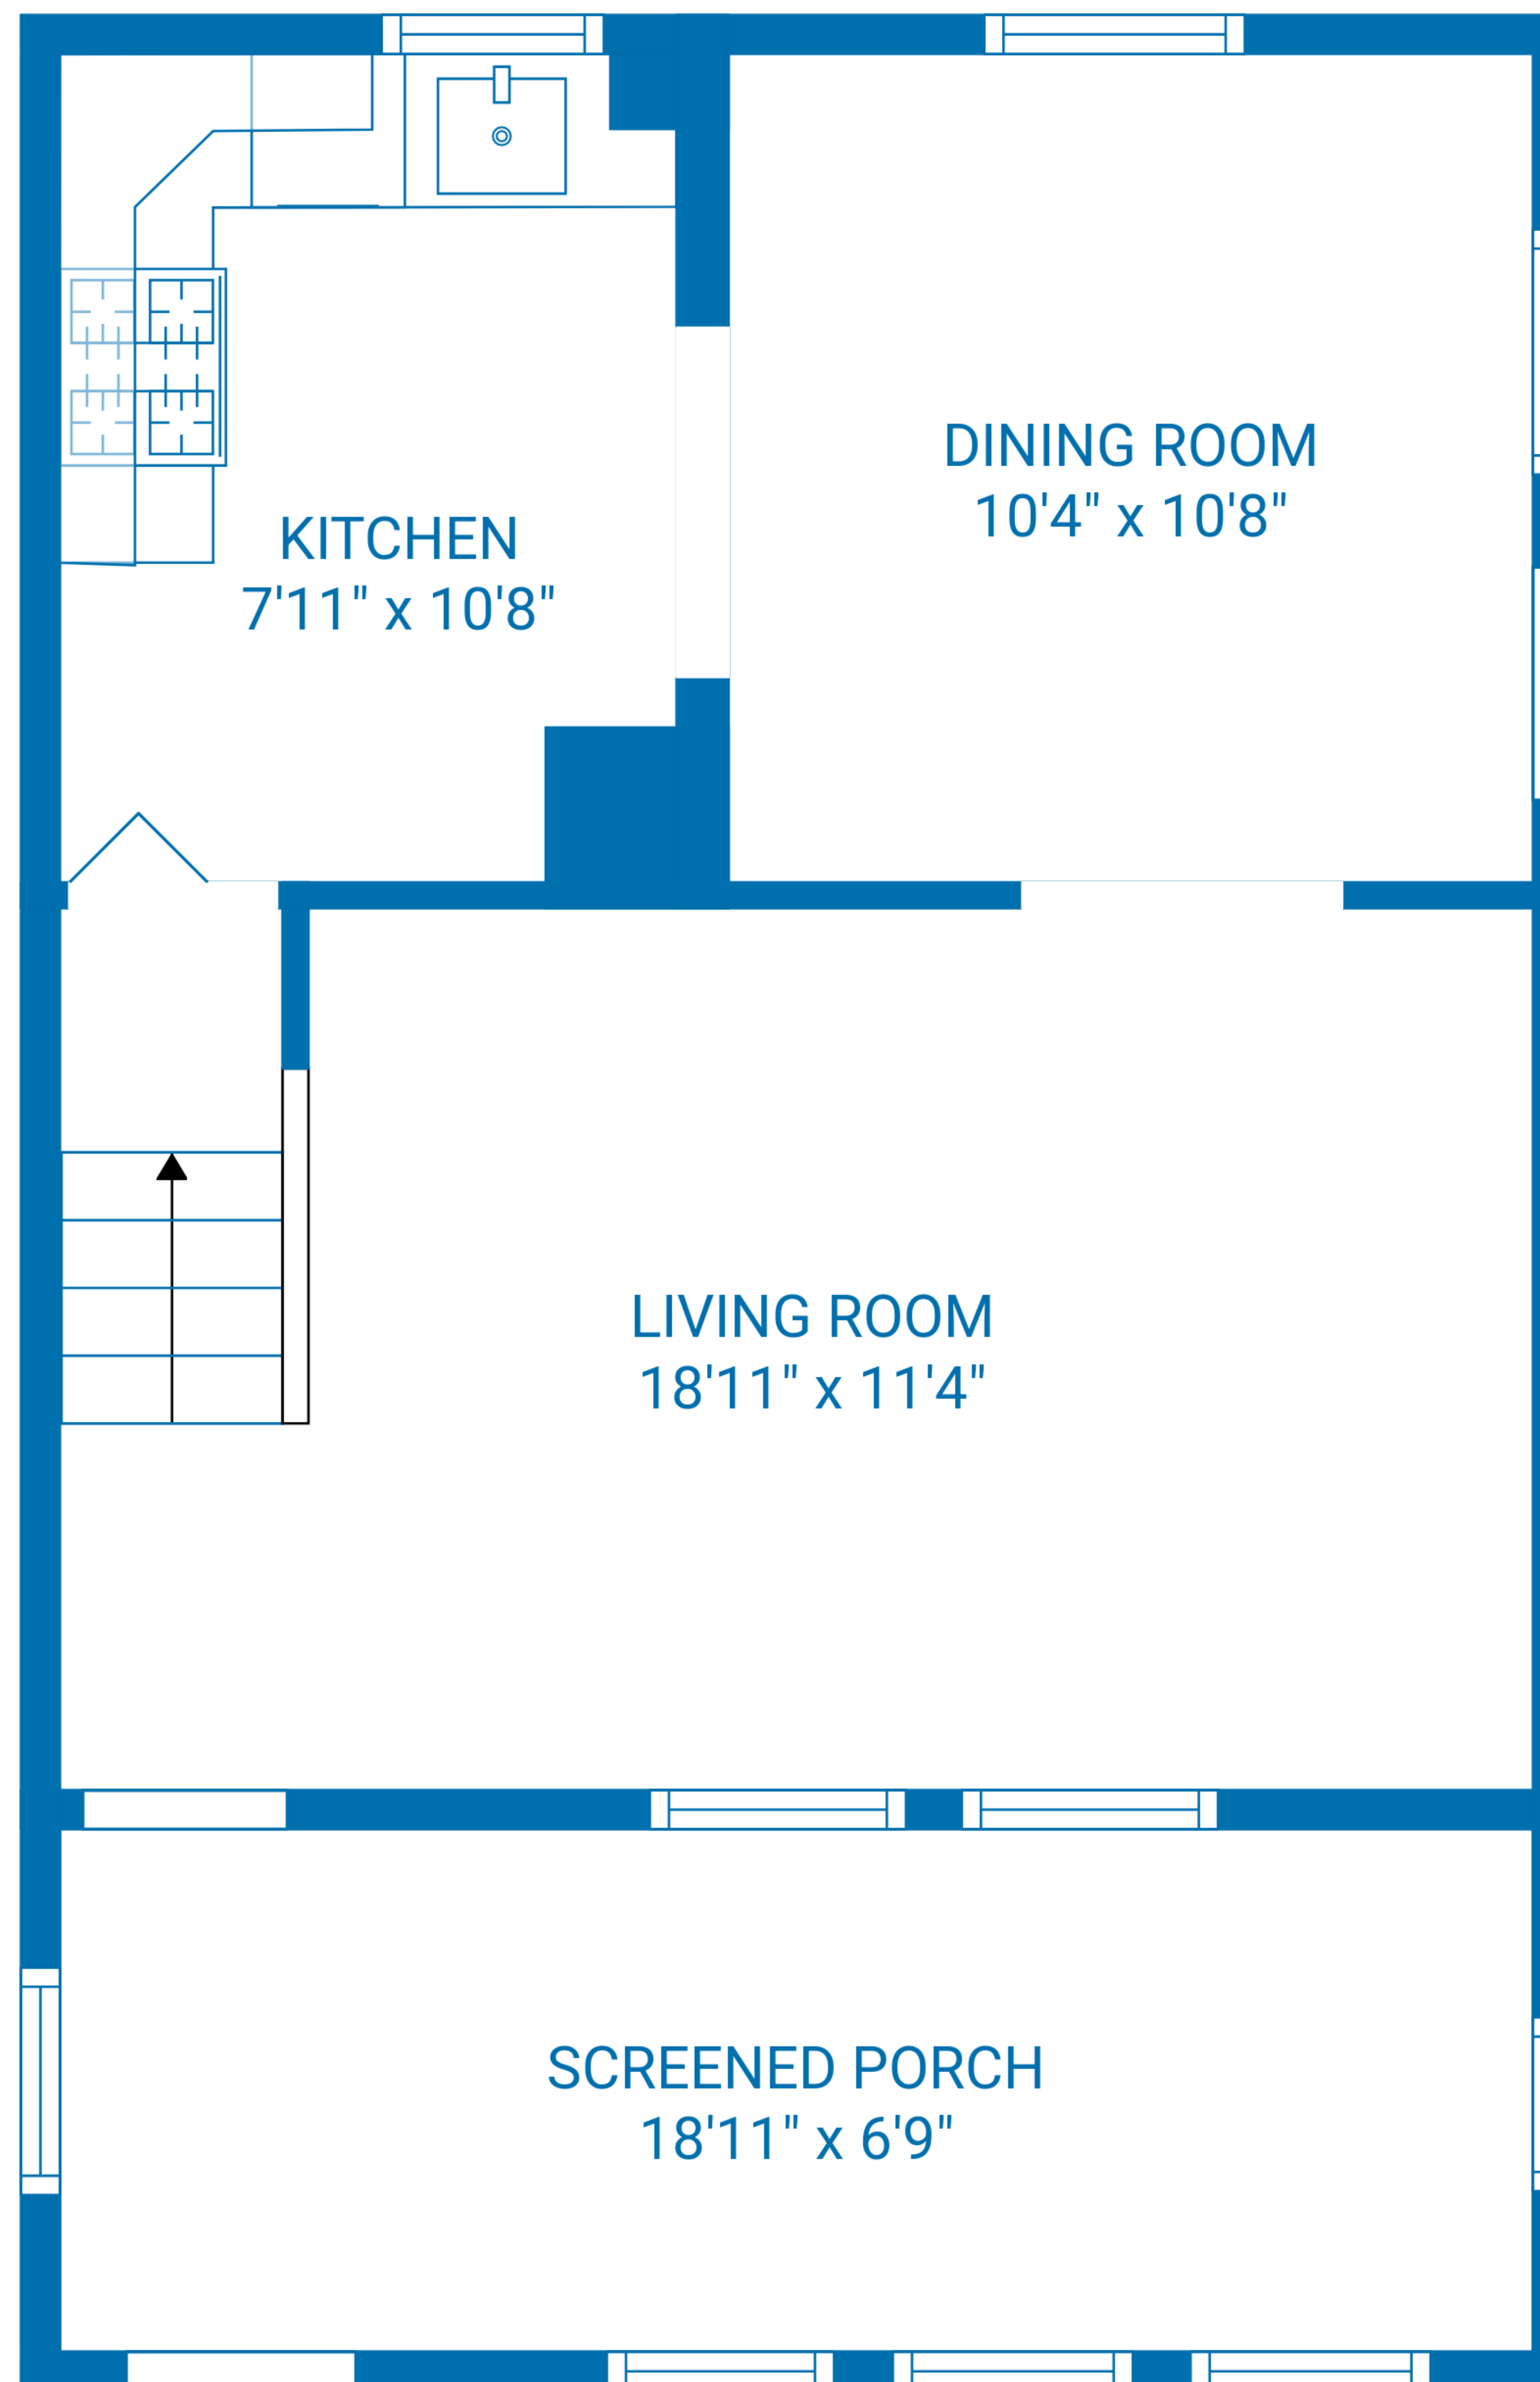 DINING ROOM
10'4" x 10'8"
KITCHEN
7'11" x 10'8"
LIVING ROOM
18'11" x 11'4"
SCREENED PORCH
18'11" x 6'9"